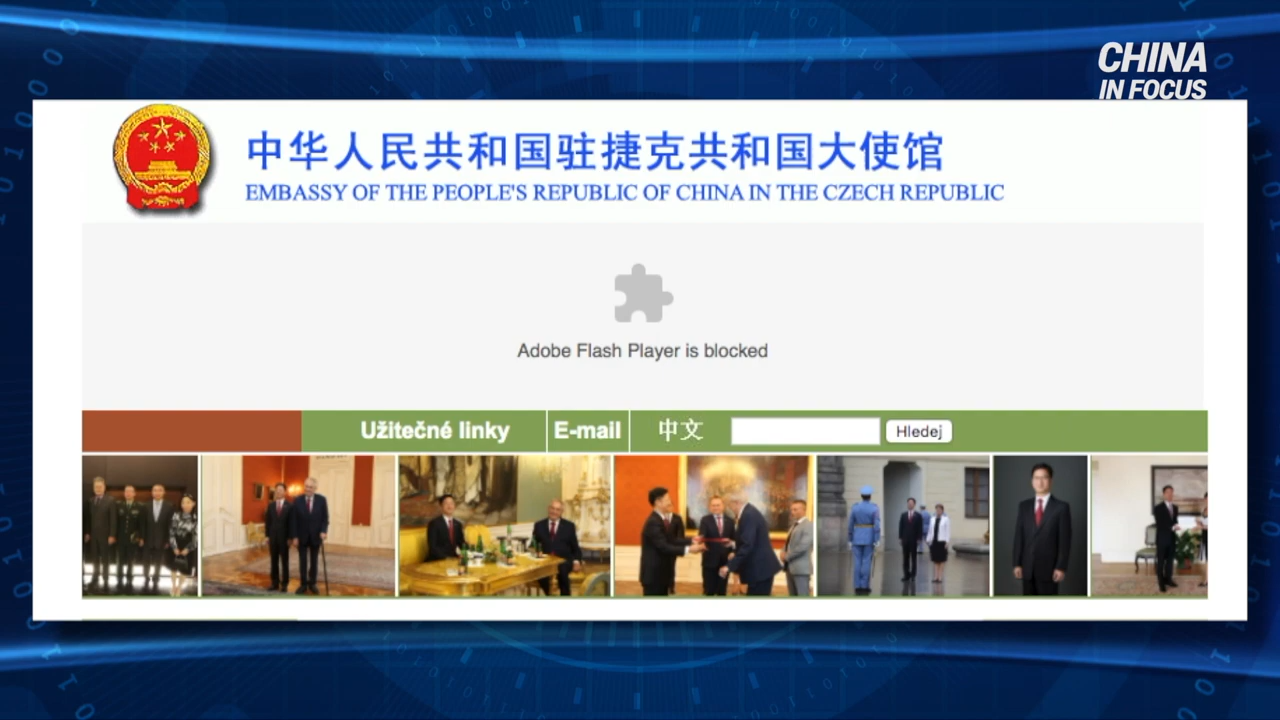 CHINA
IN FOCUS
中华人民共和国驻捷克共和国大使馆
EMBASSY OF THE PEOPLE'S REPUBLIC OF CHINA IN THE CZECH REPUBLIC
Adobe Flash Player is blocked
Užitečné linky E-mail 中文 Hledej